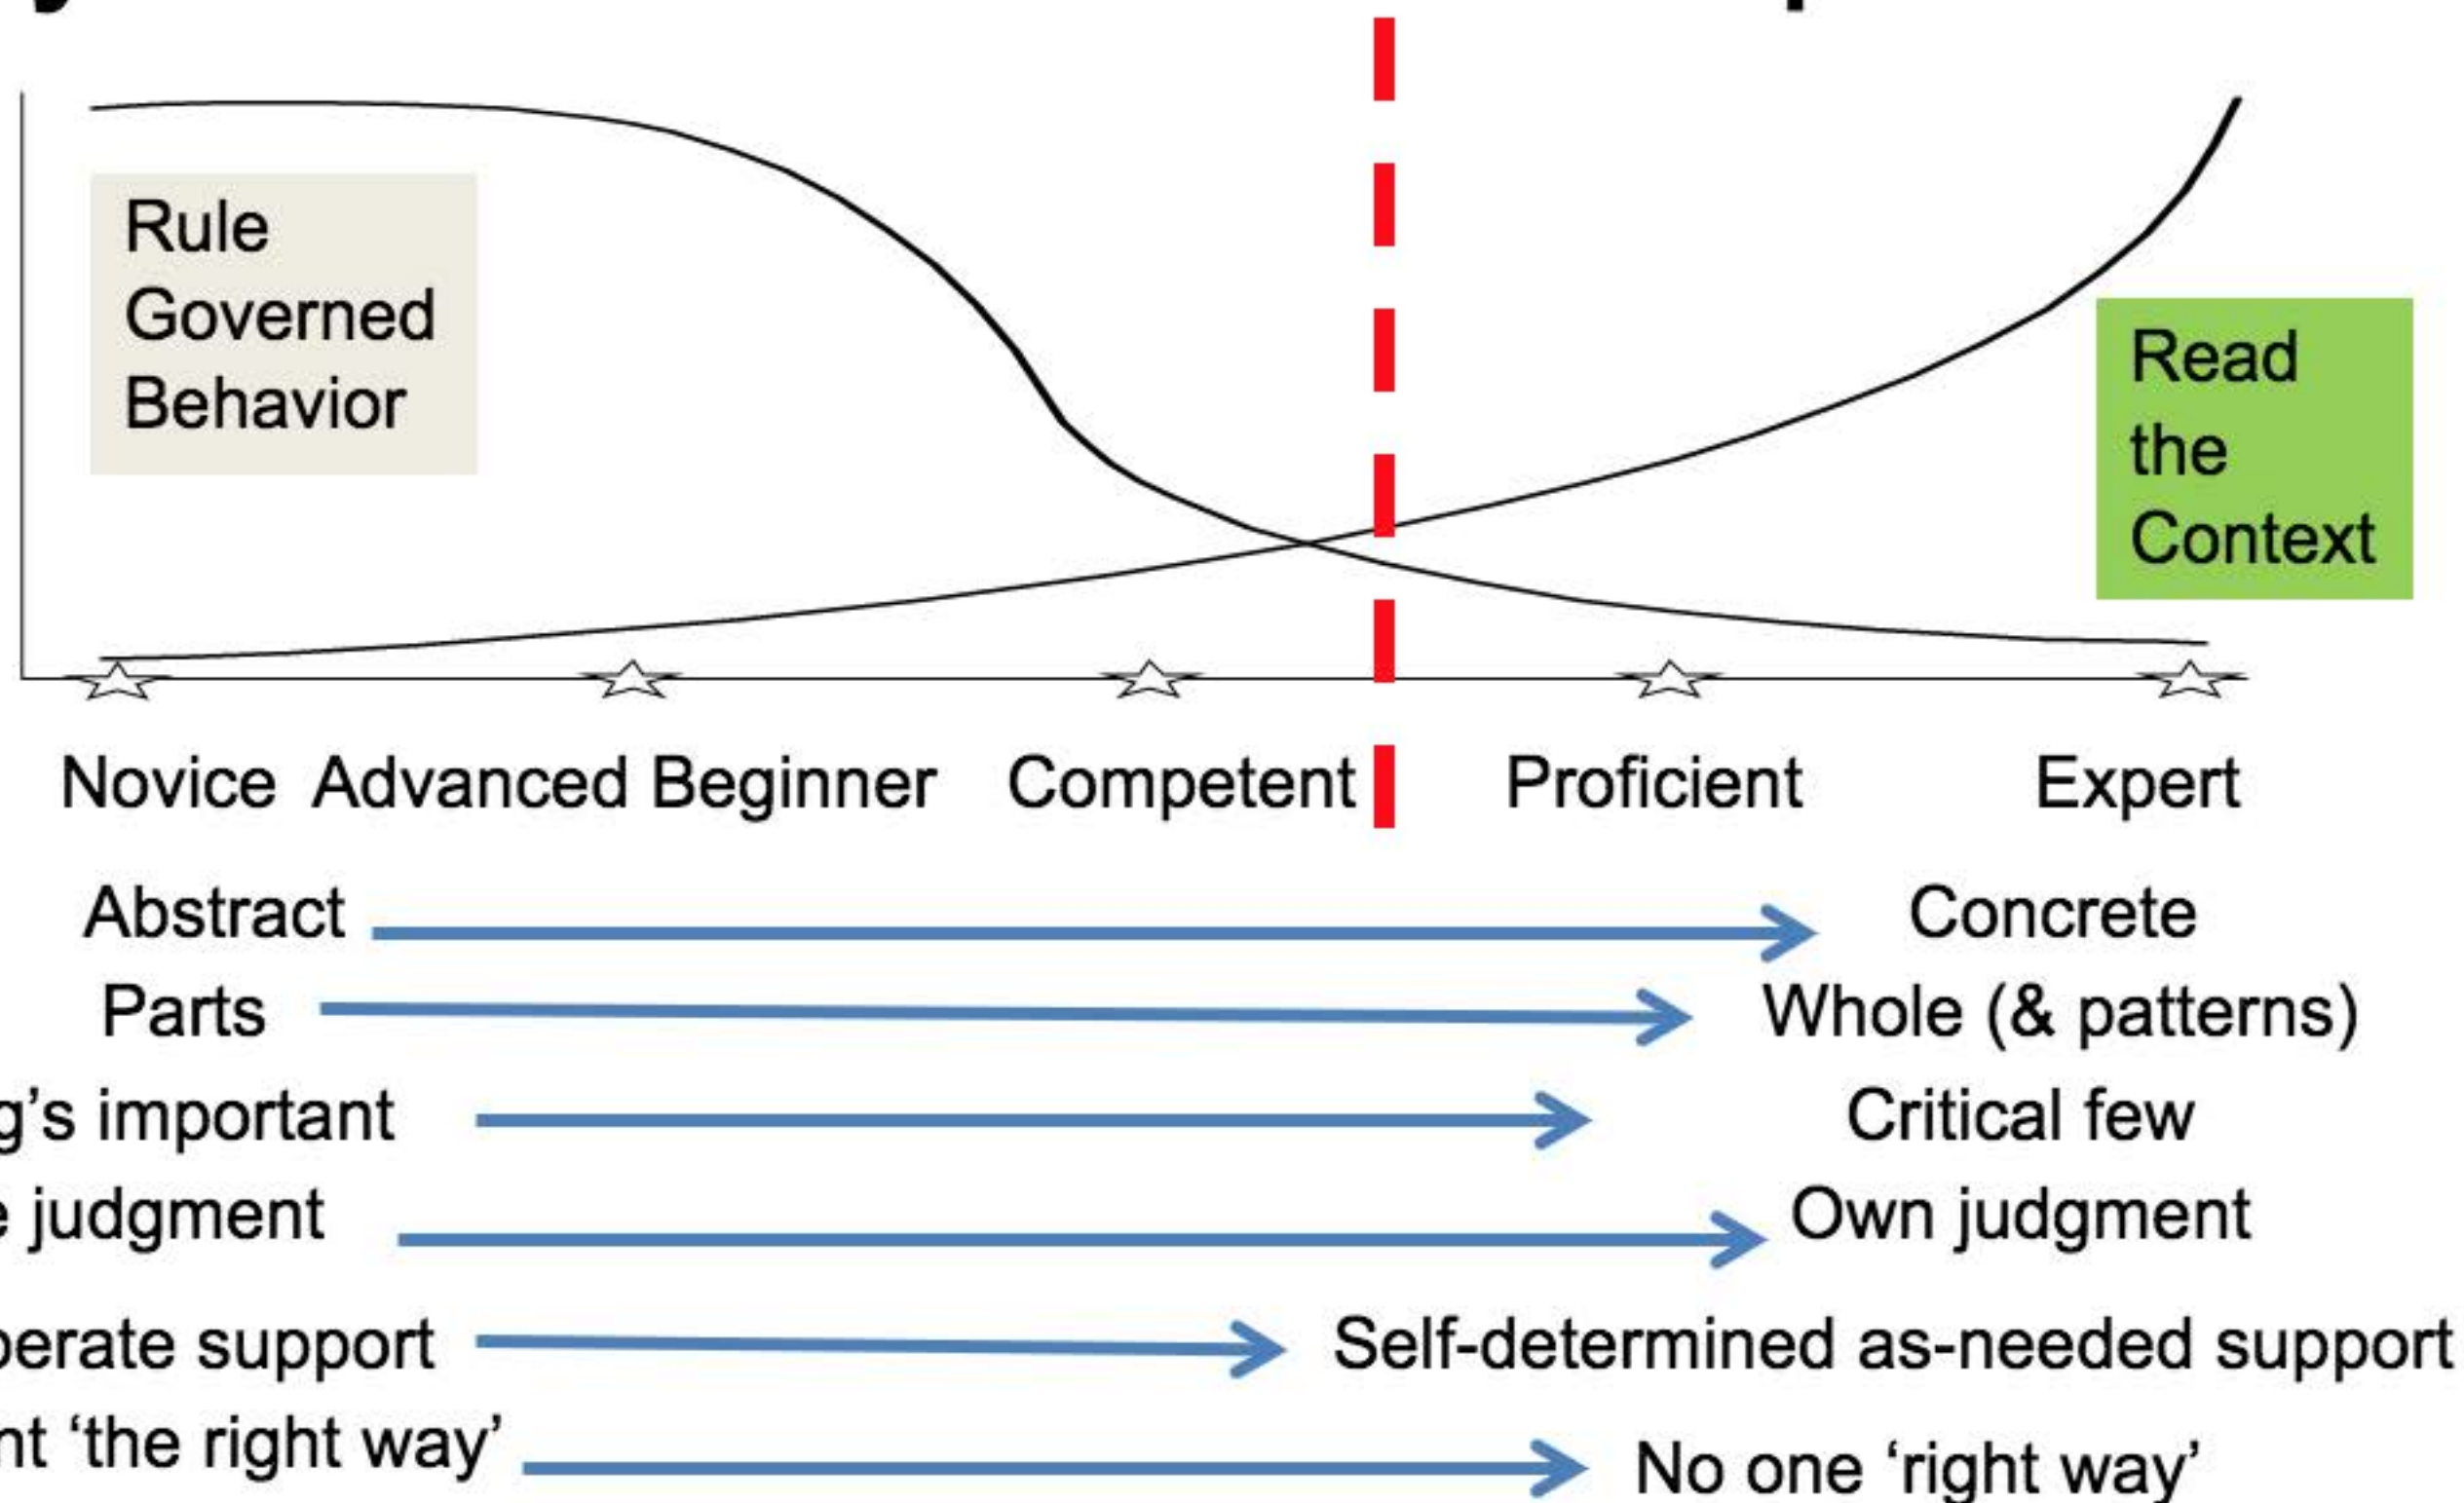 Rule
Governed
Behavior
Read
the
Context
Novice Advanced Beginner Competent Proficient Expert
Abstract Concrete
Parts Whole (& patterns)
g’s important Critical few
judgment Own judgment
perate support Self-determined as-needed support
nt ‘the right way’ No one ‘right way’